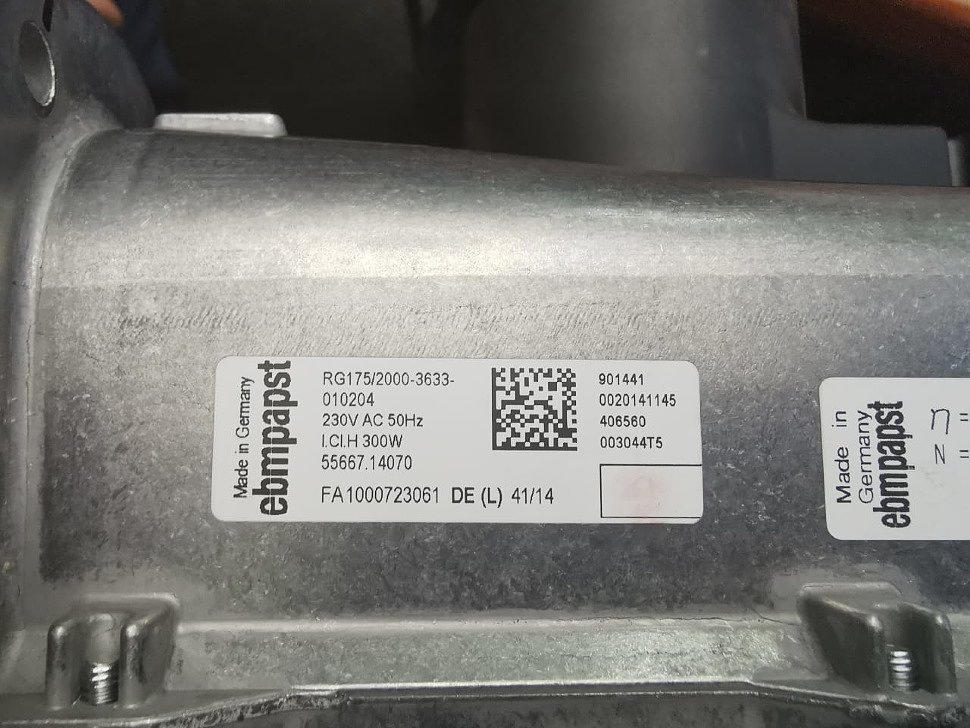 Made in Germany
ebmpapst
RG175/2000-3633-
010204
230V AC 50Hz
I.Cl.H 300W
55667.14070
FA1000723061 DE (L) 41/14
901441
0020141145
406560
003044T5
Made in
Germany
ebmpapst
n =
N =